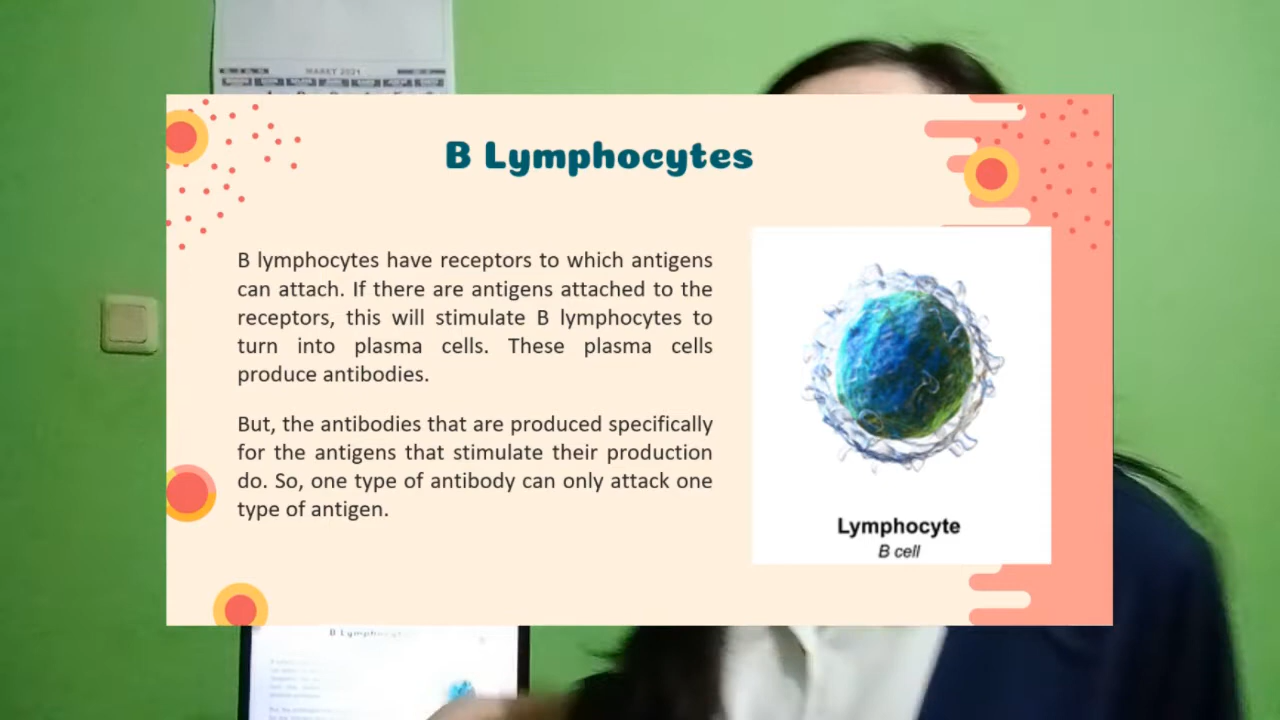 MARET 2021
B Lymphocytes
B lymphocytes have receptors to which antigens
can attach. If there are antigens attached to the
receptors, this will stimulate B lymphocytes to
turn into plasma cells. These plasma cells
produce antibodies.
But, the antibodies that are produced specifically
for the antigens that stimulate their production
do. So, one type of antibody can only attack one
type of antigen.
Lymphocyte
B cell
B Lymphocytes